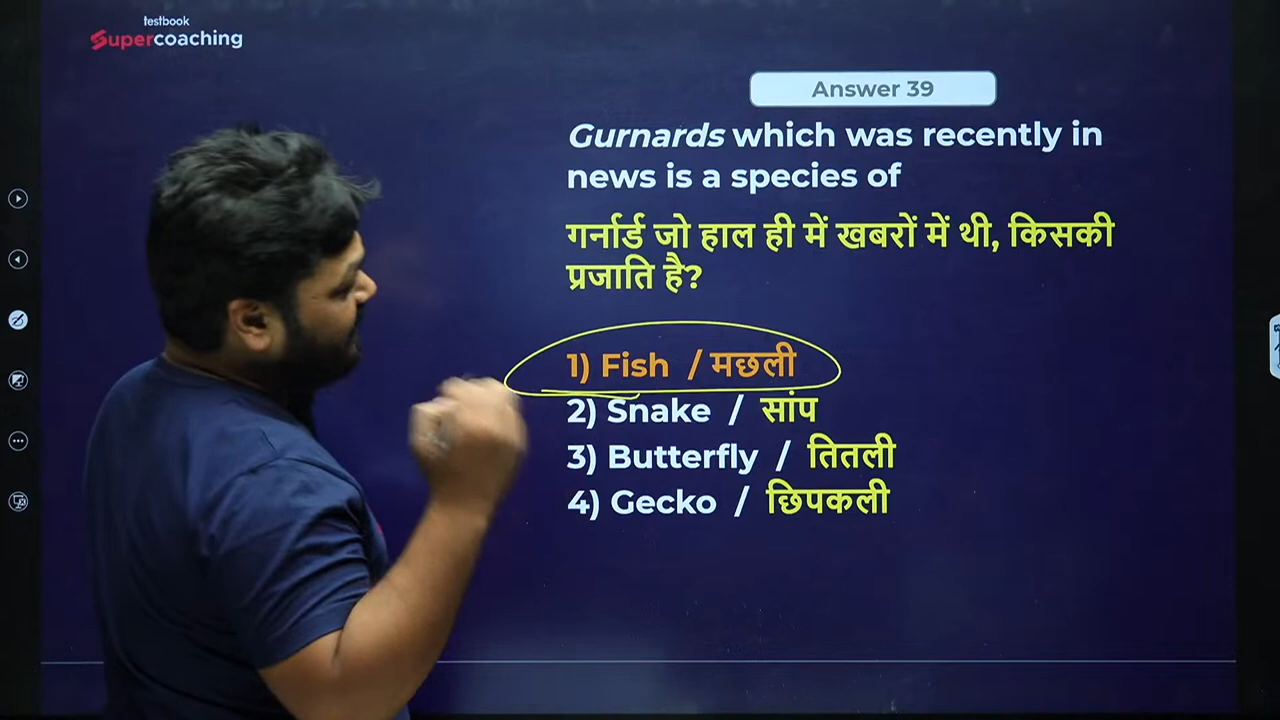 testbook
Supercoaching
Answer 39
Gurnards which was recently in
news is a species of
गर्नार्ड जो हाल ही में खबरों में थी, किसकी
प्रजाति है?
1) Fish / मछली
2) Snake / सांप
3) Butterfly / तितली
4) Gecko / छिपकली